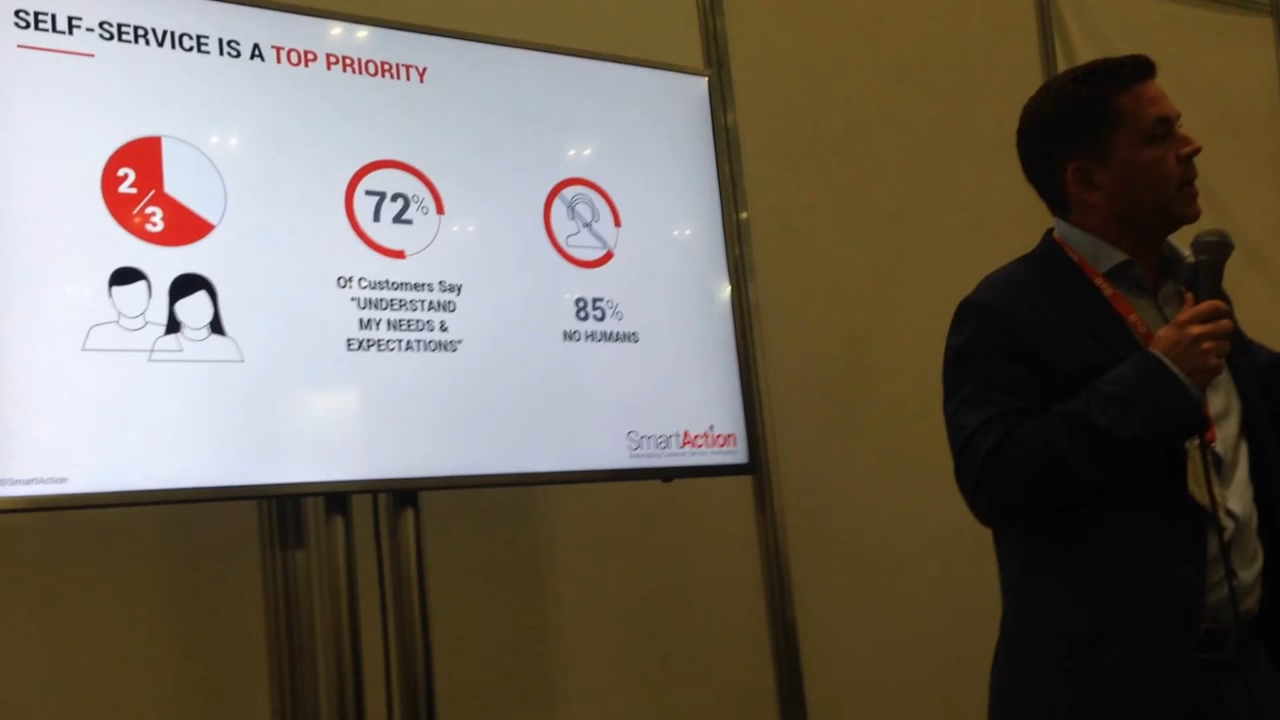 SELF-SERVICE IS A TOP PRIORITY
2/3
72%
Of Customers Say
"UNDERSTAND
MY NEEDS &
EXPECTATIONS"
85%
NO HUMANS
SmartAction
©SmartAction